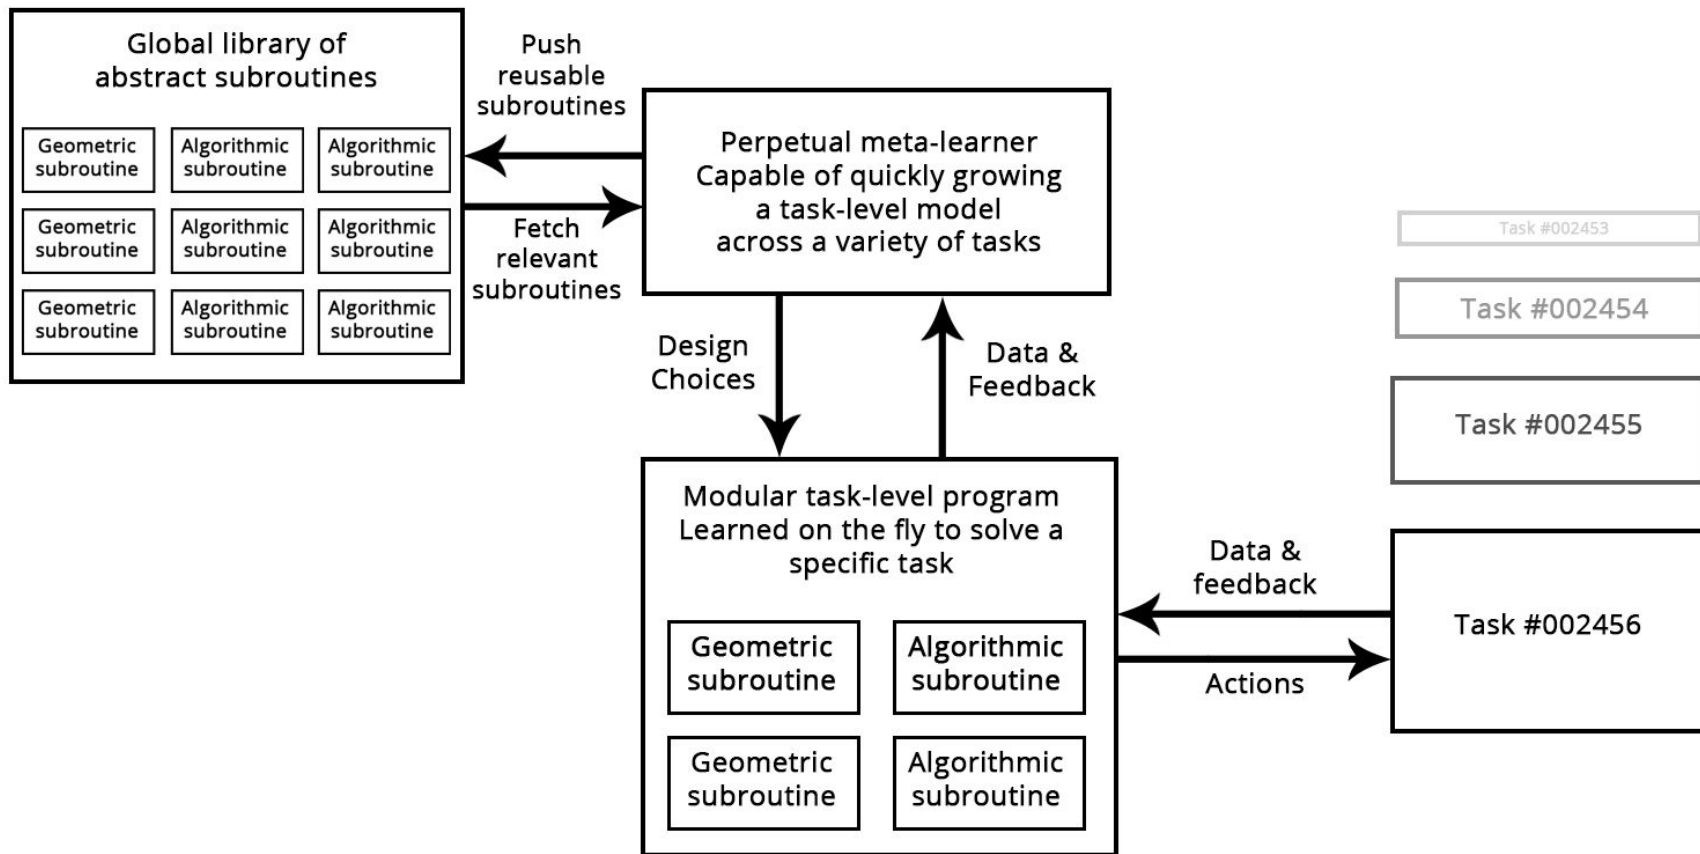 Global library of
abstract subroutines
Geometric
subroutine
Algorithmic
subroutine
Algorithmic
subroutine
Geometric
subroutine
Algorithmic
subroutine
Algorithmic
subroutine
Geometric
subroutine
Algorithmic
subroutine
Algorithmic
subroutine
Push
reusable
subroutines
Fetch
relevant
subroutines
Perpetual meta-learner
Capable of quickly growing
a task-level model
across a variety of tasks
Design
Choices
Data &
Feedback
Modular task-level program
Learned on the fly to solve a
specific task
Geometric
subroutine
Algorithmic
subroutine
Geometric
subroutine
Algorithmic
subroutine
Data &
feedback
Actions
Task #002453
Task #002454
Task #002455
Task #002456